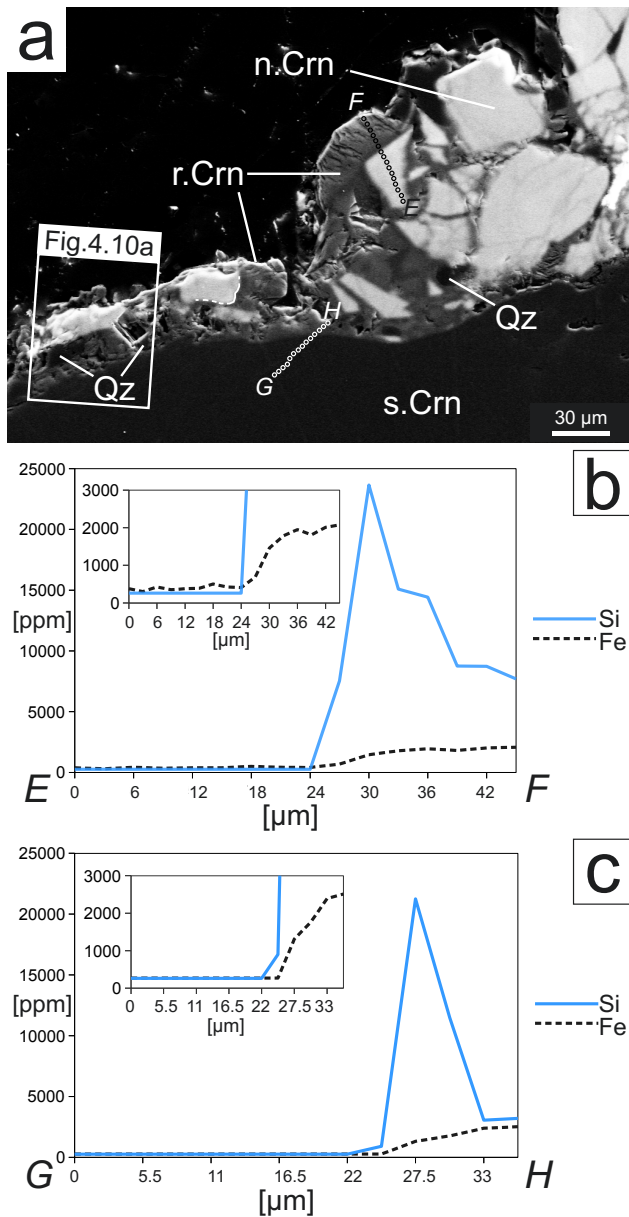 a
n.Crn
F
r.Crn
E
Fig.4.10a
H
Qz
G
Qz
s.Crn
30 µm
b
25000
20000
15000
[ppm]
10000
5000
0
3000
2000
1000
0
0 6 12 18 24 30 36 42
[µm]
Si
Fe
E 0 6 12 18 24 30 36 42 F
[µm]
c
25000
20000
15000
[ppm]
10000
5000
0
3000
2000
1000
0
0 5.5 11 16.5 22 27.5 33
[µm]
Si
Fe
G 0 5.5 11 16.5 22 27.5 33 H
[µm]